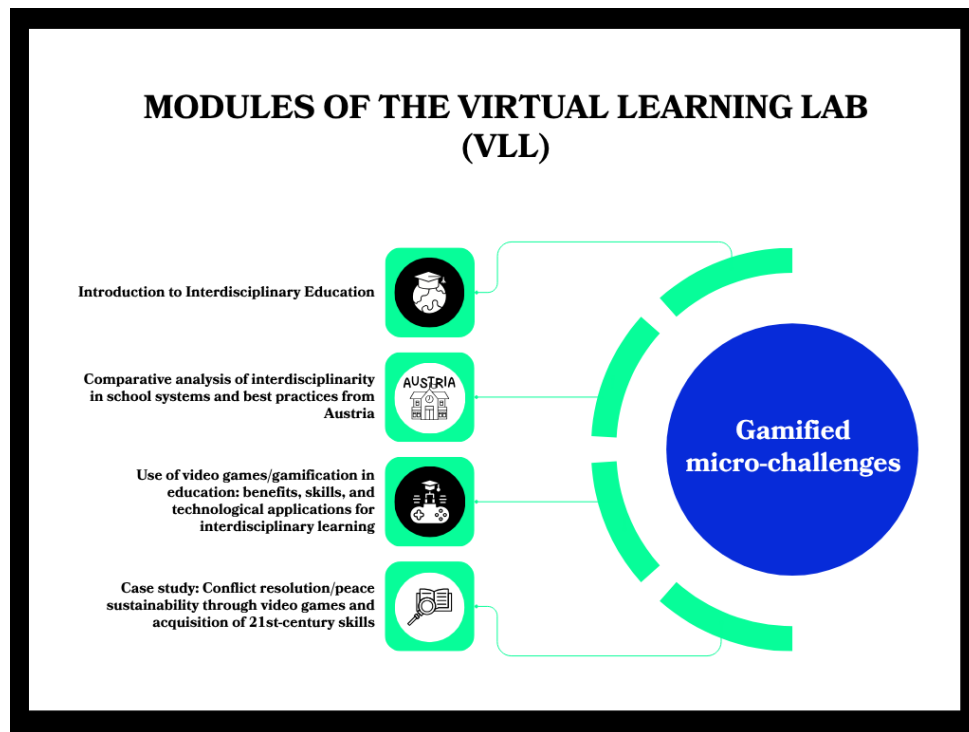 MODULES OF THE VIRTUAL LEARNING LAB
(VLL)
Introduction to Interdisciplinary Education
Comparative analysis of interdisciplinarity
in school systems and best practices from
Austria
AUSTRIA
Use of video games/gamification in
education: benefits, skills, and
technological applications for
interdisciplinary learning
Case study: Conflict resolution/peace
sustainability through video games and
acquisition of 21st-century skills
Gamified
micro-challenges